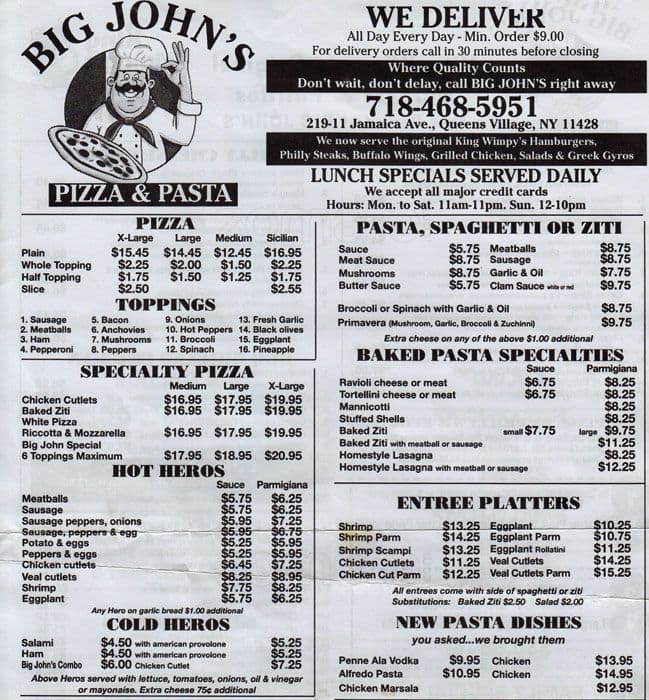 BIG JOHN'S
PIZZA & PASTA
WE DELIVER
All Day Every Day - Min. Order $9.00
For delivery orders call in 30 minutes before closing
Where Quality Counts
Don't wait, don't delay, call BIG JOHN'S right away
718-468-5951
219-11 Jamaica Ave., Queens Village, NY 11428
We now serve the original King Wimpy's Hamburgers,
Philly Steaks, Buffalo Wings, Grilled Chicken, Salads & Greek Gyros
LUNCH SPECIALS SERVED DAILY
We accept all major credit cards
Hours: Mon. to Sat. 11am-11pm. Sun. 12-10pm
PIZZA
X-Large Large Medium Sicilian
Plain $15.45 $14.45 $12.45 $16.95
Whole Topping $2.25 $2.00 $1.50 $2.25
Half Topping $1.75 $1.50 $1.25 $1.75
Slice $2.50 $2.55
TOPPINGS
1. Sausage 5. Bacon 9. Onions 13. Fresh Garlic
2. Meatballs 6. Anchovies 10. Hot Peppers 14. Black olives
3. Ham 7. Mushrooms 11. Broccoli 15. Eggplant
4. Pepperoni 8. Peppers 12. Spinach 16. Pineapple
SPECIALTY PIZZA
Medium Large X-Large
Chicken Cutlets $16.95 $17.95 $19.95
Baked Ziti $16.95 $17.95 $19.95
White Pizza
Riccotta & Mozzarella $16.95 $17.95 $19.95
Big John Special
6 Toppings Maximum $17.95 $18.95 $20.95
HOT HEROS
Sauce Parmigiana
Meatballs $5.75 $6.25
Sausage $5.75 $6.25
Sausage peppers, onions $5.95 $7.25
Sausage, peppers & egg $5.95 $6.75
Potato & eggs $5.25 $5.95
Peppers & eggs $5.25 $5.95
Chicken cutlets $6.45 $7.25
Veal cutlets $8.25 $8.95
Shrimp $7.75 $8.25
Eggplant $5.75 $6.25
Any Hero on garlic bread $1.00 additional
COLD HEROS
Salami $4.50 with american provolone $5.25
Ham $4.50 with american provolone $5.25
Big John's Combo $6.00 Chicken Cutlet $7.25
Above Heros served with lettuce, tomatoes, onions, oil & vinegar
or mayonaise. Extra cheese 75¢ additional
PASTA, SPAGHETTI OR ZITI
Sauce $5.75 Meatballs $8.75
Meat Sauce $8.75 Sausage $8.75
Mushrooms $8.75 Garlic & Oil $7.75
Butter Sauce $5.75 Clam Sauce white or red $9.75
Broccoli or Spinach with Garlic & Oil $8.75
Primavera (Mushroom, Garlic, Broccoli & Zuchinni) $9.75
Extra cheese on any of the above $1.00 additional
BAKED PASTA SPECIALTIES
Sauce Parmigiana
Ravioli cheese or meat $6.75 $8.25
Tortellini cheese or meat $6.75 $8.25
Mannicotti $8.25
Stuffed Shells $8.25
Baked Ziti small $7.75 large $9.75
Baked Ziti with meatball or sausage $11.25
Homestyle Lasagna $8.25
Homestyle Lasagna with meatball or sausage $12.25
ENTREE PLATTERS
Shrimp $13.25 Eggplant $10.25
Shrimp Parm $14.25 Eggplant Parm $10.75
Shrimp Scampi $13.25 Eggplant Rollatini $11.25
Chicken Cutlets $11.25 Veal Cutlets $14.25
Chicken Cut Parm $12.25 Veal Cutlets Parm $15.25
All entrees come with side of spaghetti or ziti
Substitutions: Baked Ziti $2.50 Salad $2.00
NEW PASTA DISHES
you asked...we brought them
Penne Ala Vodka $9.95 Chicken $13.95
Alfredo Pasta $10.95 Chicken $14.95
Chicken Marsala $12.95